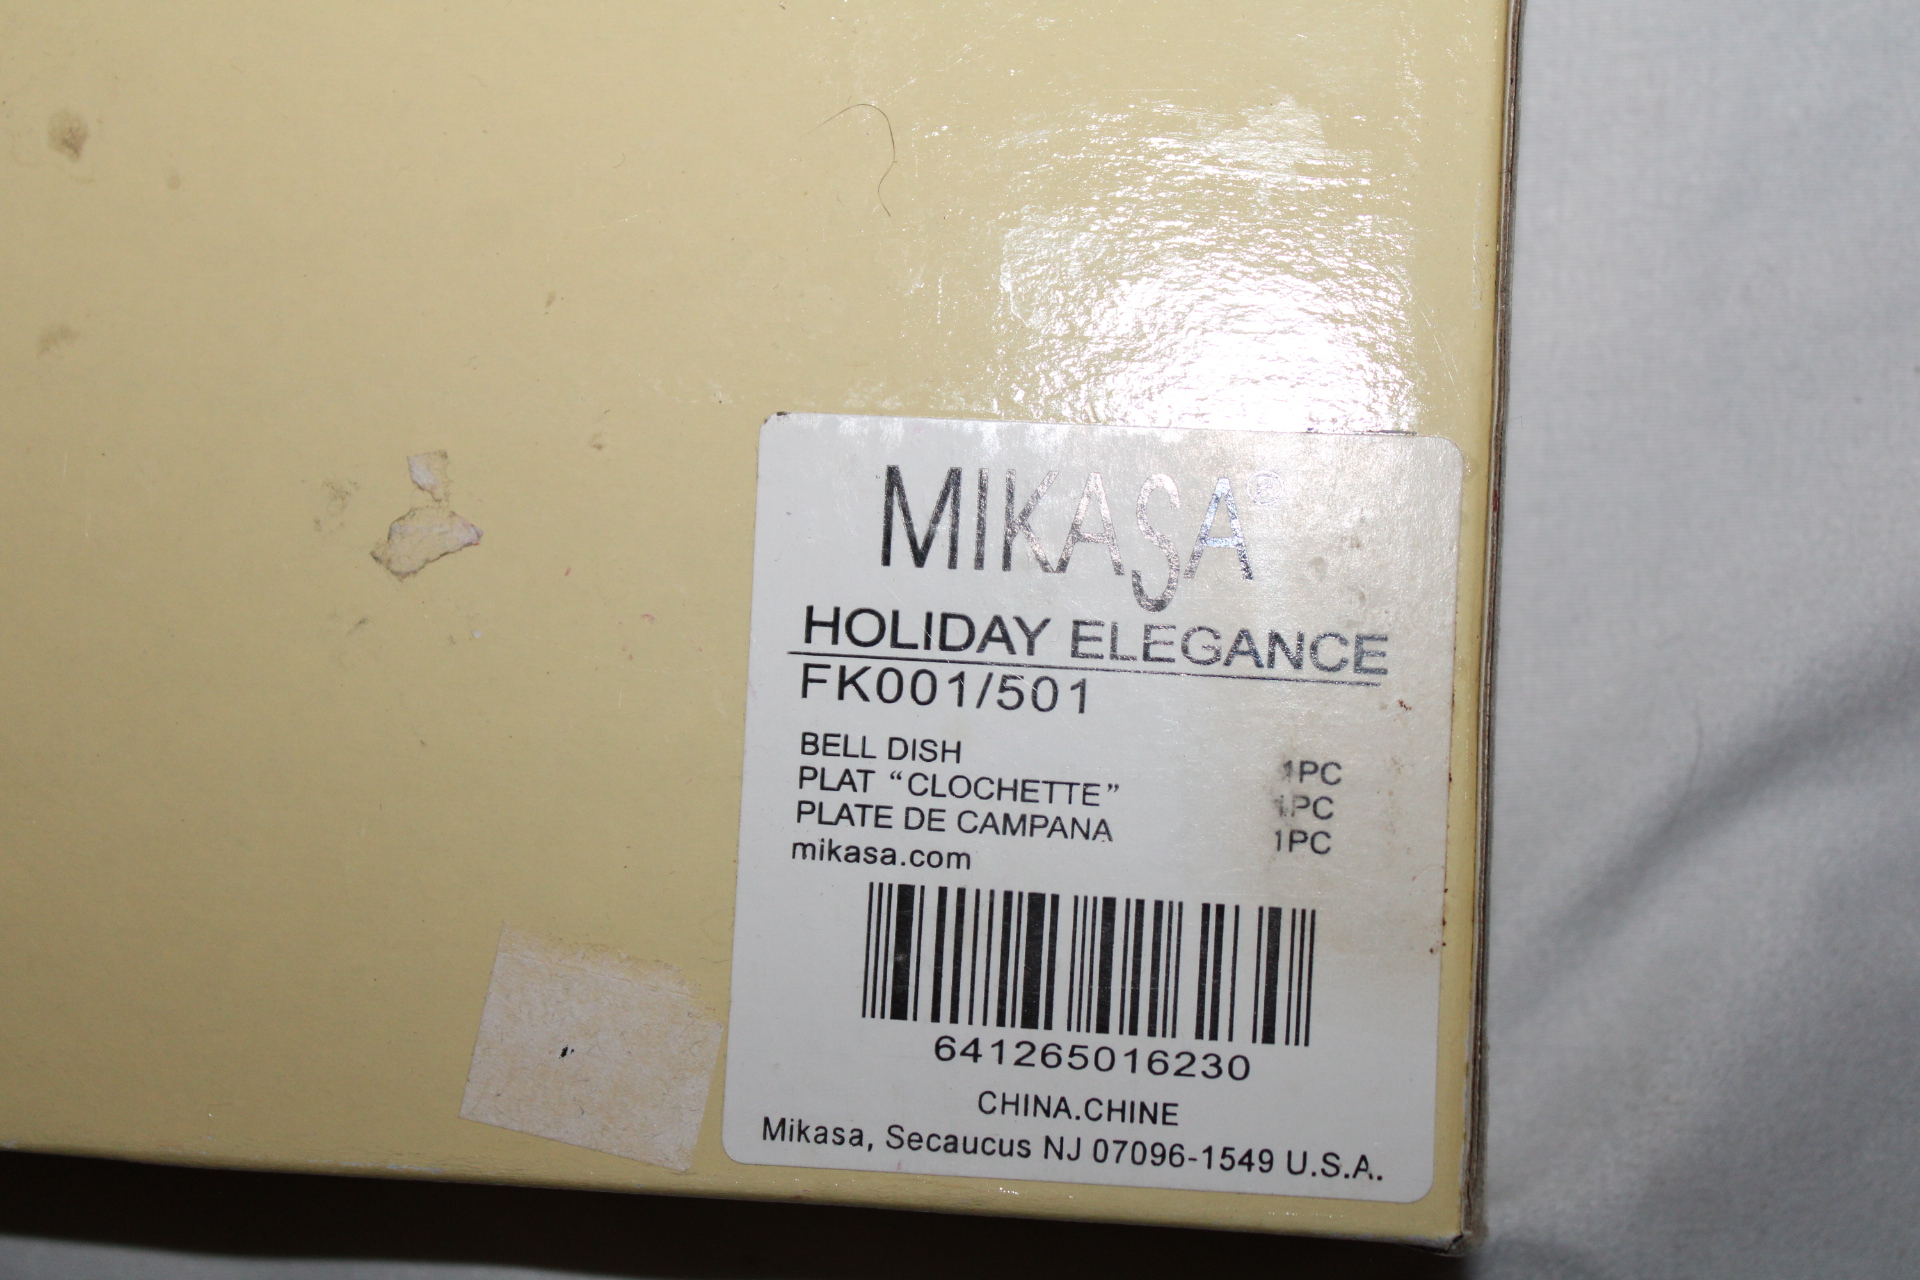 MIKASA®
HOLIDAY ELEGANCE
FK001/501
BELL DISH 1PC
PLAT “CLOCHETTE” 1PC
PLATE DE CAMPANA 1PC
mikasa.com
641265016230
CHINA.CHINE
Mikasa, Secaucus NJ 07096-1549 U.S.A.